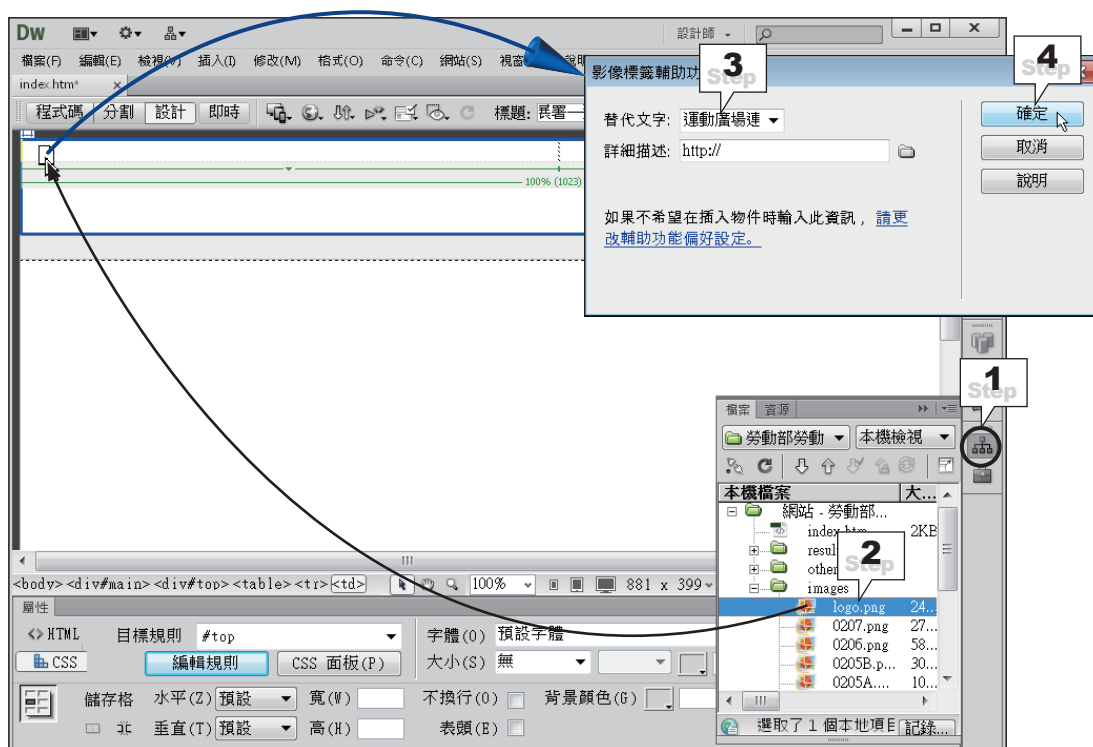 Dw
設計師
檔案(F) 編輯(E) 檢視(V) 插入(I) 修改(M) 格式(O) 命令(C) 網站(S) 視窗 說明
index.htm* ×
程式碼 分割 設計 即時 標題:
100% (1023)
影像標籤輔助功
Step 3
Step 4
替代文字: 運動廣場連
詳細描述: http://
如果不希望在插入物件時輸入此資訊，請更
改輔助功能偏好設定。
確定
取消
說明
Step 1
檔案 資源
勞動部勞動 本機檢視
本機檔案 大...
網站 - 勞動部...
index.htm 2KB
resul
other
Step 2
images
logo.png 24...
0207.png 27...
0206.png 58...
0205B.p... 30...
0205A.... 10...
選取了 1 個本地項目 記錄...
<body> <div#main> <div#top> <table> <tr> <td> 100% 881 x 399
屬性
<> HTML 目標規則 #top 字體(O) 預設字體
CSS 編輯規則 CSS 面板(P) 大小(S) 無
儲存格 水平(Z) 預設 寬(W) 不換行(O) 背景顏色(G)
垂直(T) 預設 高(H) 表頭(E)